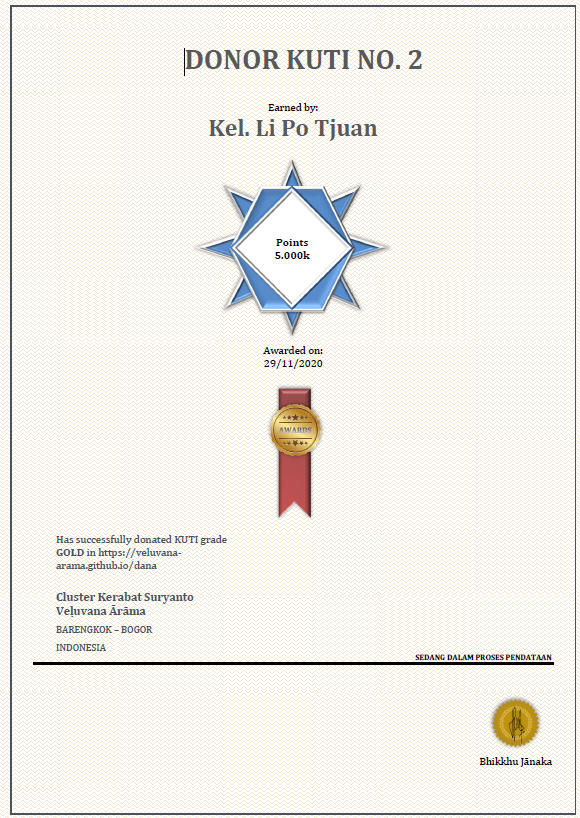 DONOR KUTI NO. 2
Earned by:
Kel. Li Po Tjuan
Points
5.000k
Awarded on:
29/11/2020
AWARDS
Has successfully donated KUTI grade
GOLD in https://veluvana-
arama.github.io/dana
Cluster Kerabat Suryanto
Veḷuvana Ārāma
BARENGKOK – BOGOR
INDONESIA
SEDANG DALAM PROSES PENDATAAN
Bhikkhu Jānaka